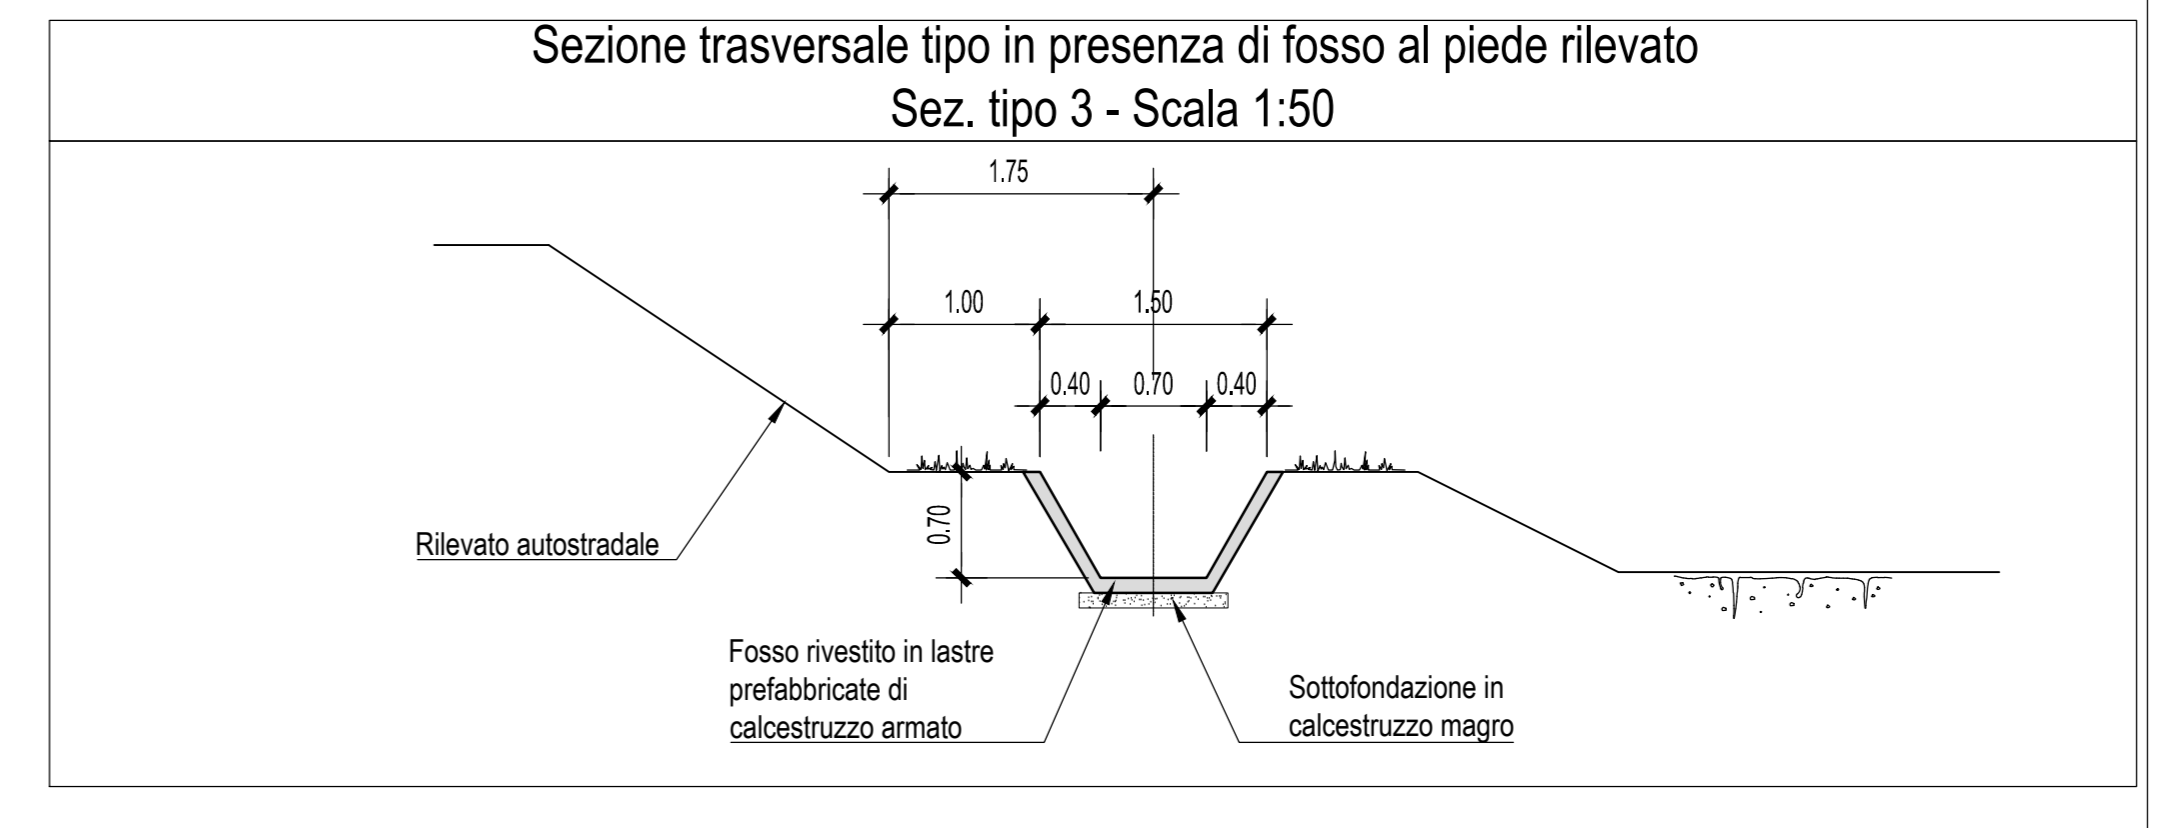 Sezione trasversale tipo in presenza di fosso al piede rilevato
Sez. tipo 3 - Scala 1:50
1.75
1.00
1.50
0.40
0.70
0.40
0.70
Rilevato autostradale
Fosso rivestito in lastre
prefabbricate di
calcestruzzo armato
Sottofondazione in
calcestruzzo magro